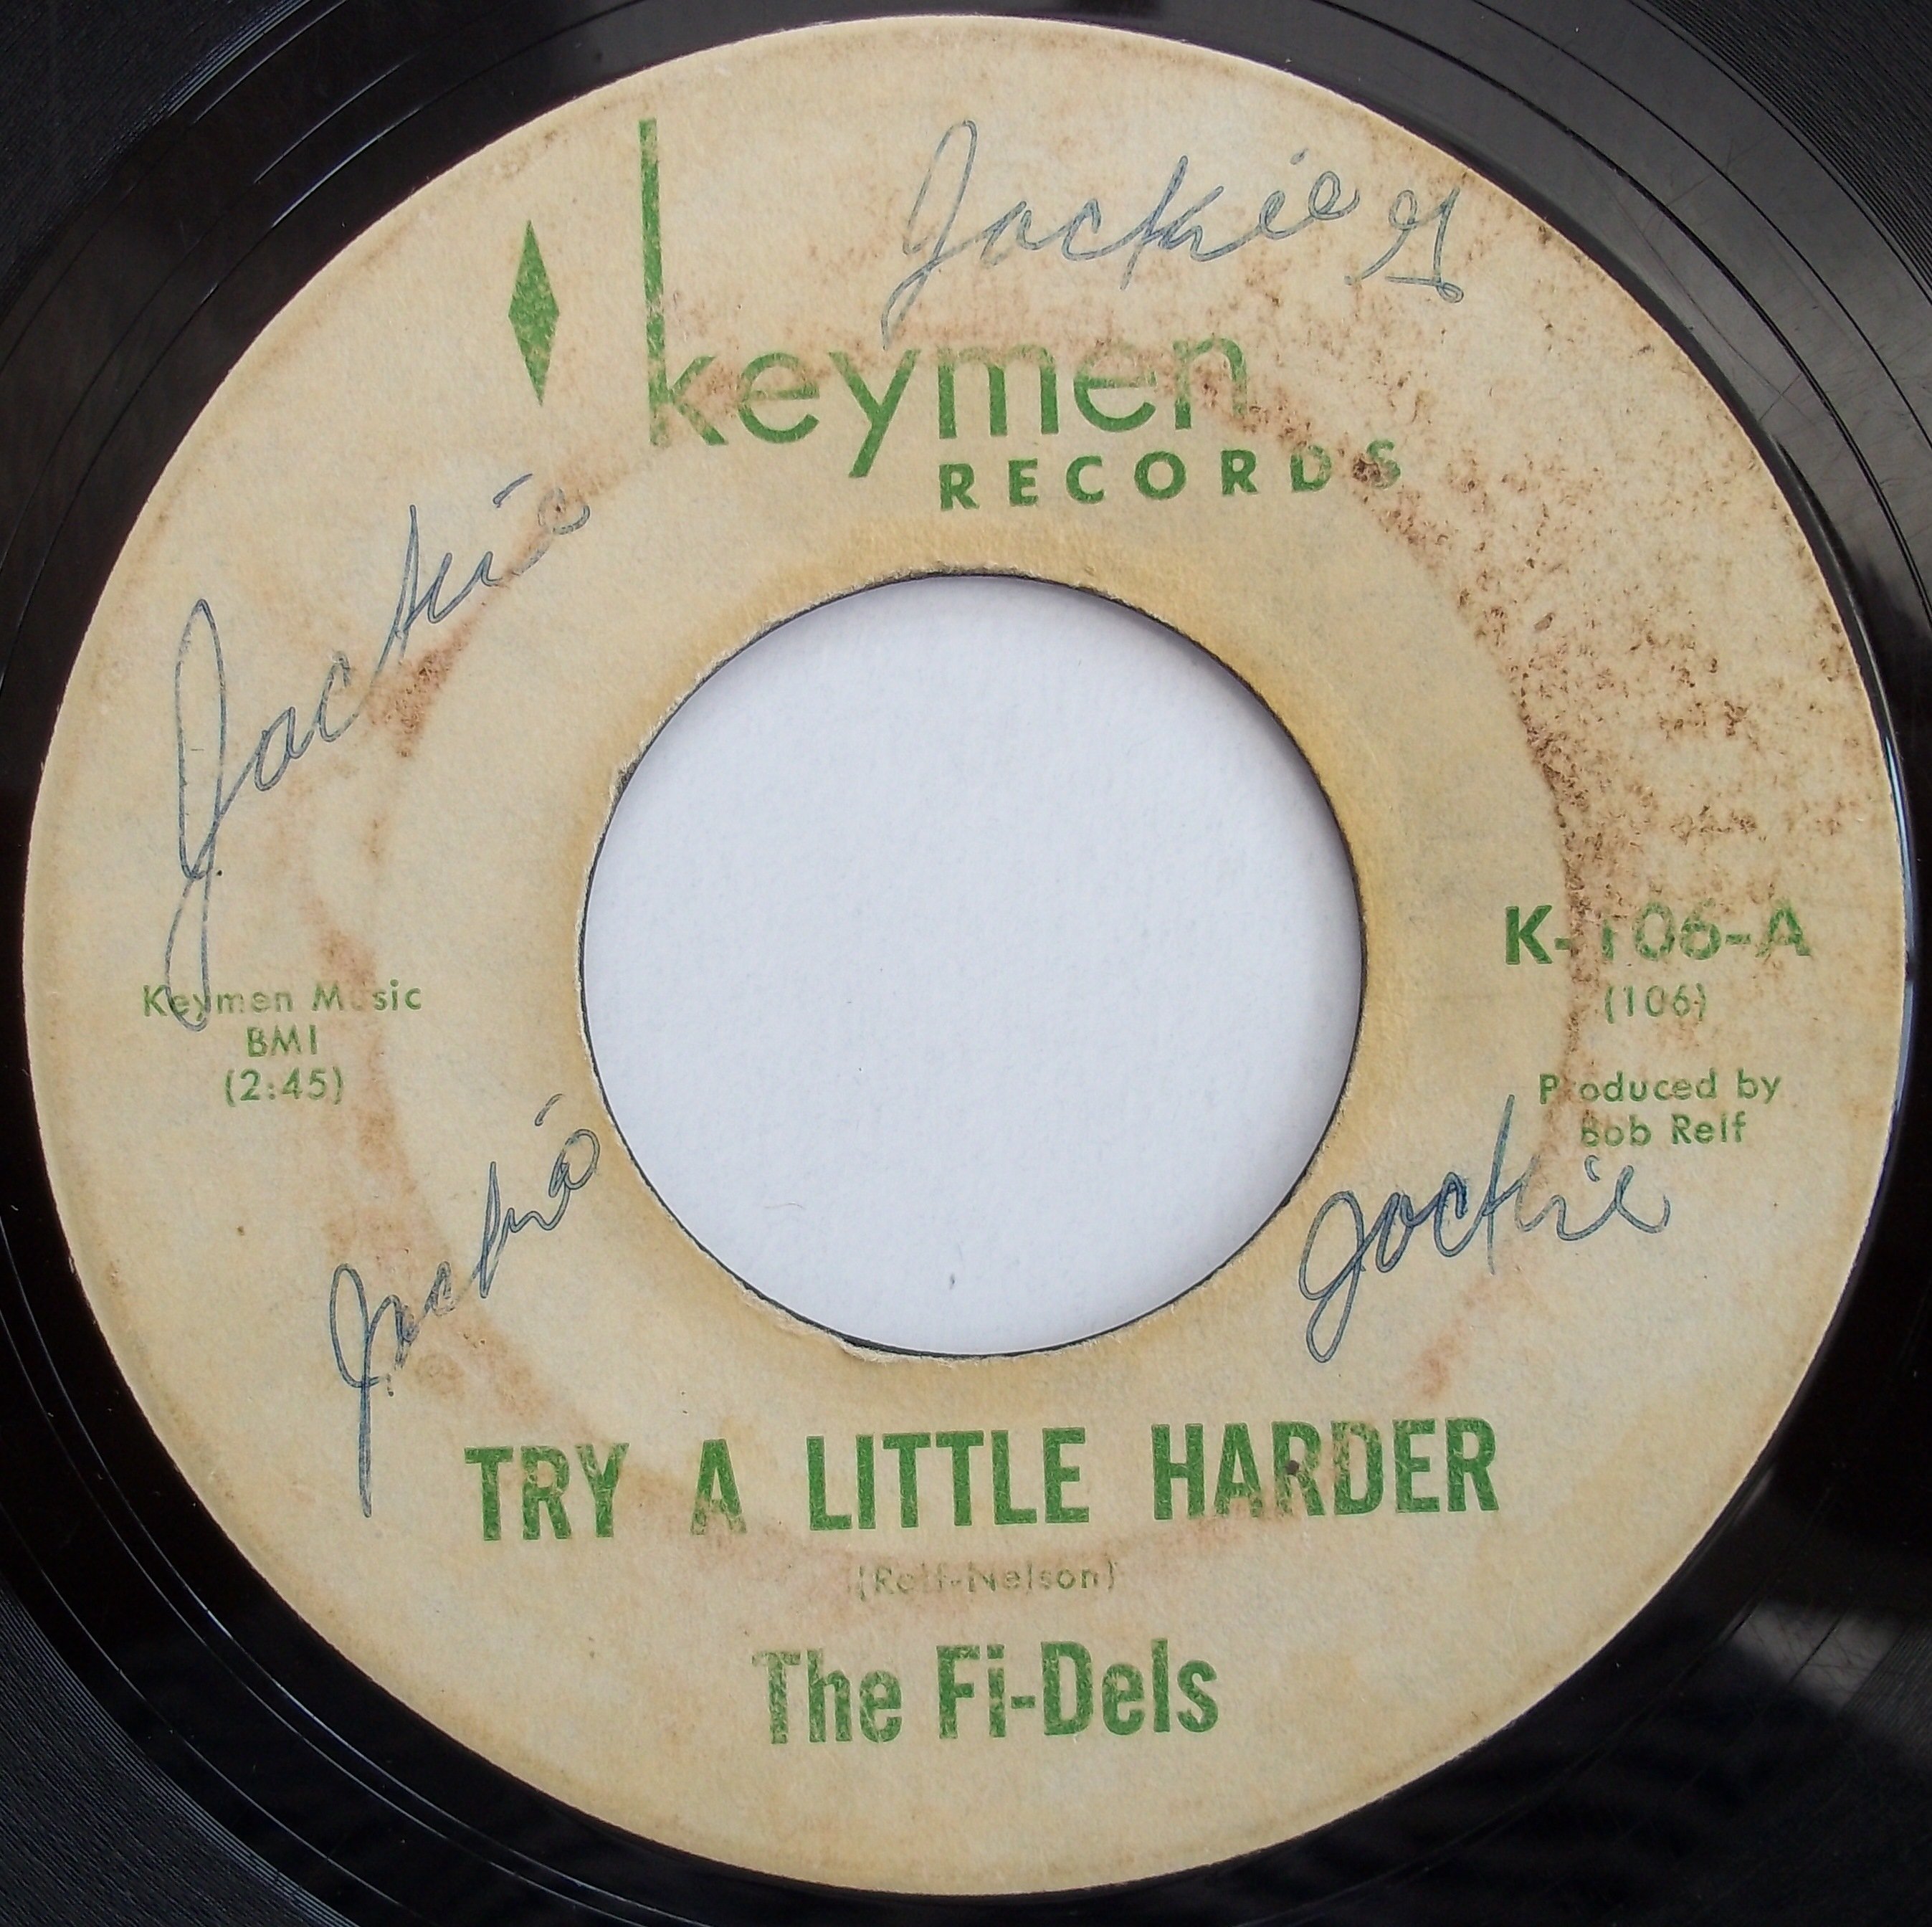 Jackie G
keymen
RECORDS
Jackie
Keymen Music
BMI
(2:45)
K-106-A
(106)
Produced by
Bob Relf
Jackie
Jackie
TRY A LITTLE HARDER
(Relf-Nelson)
The Fi-Dels